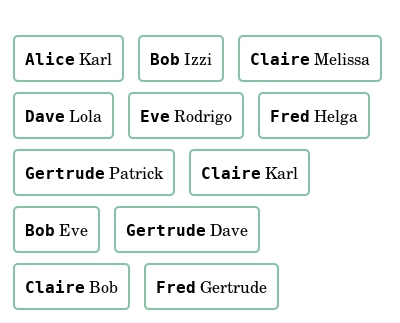 Alice Karl Bob Izzi Claire Melissa
Dave Lola Eve Rodrigo Fred Helga
Gertrude Patrick Claire Karl
Bob Eve Gertrude Dave
Claire Bob Fred Gertrude